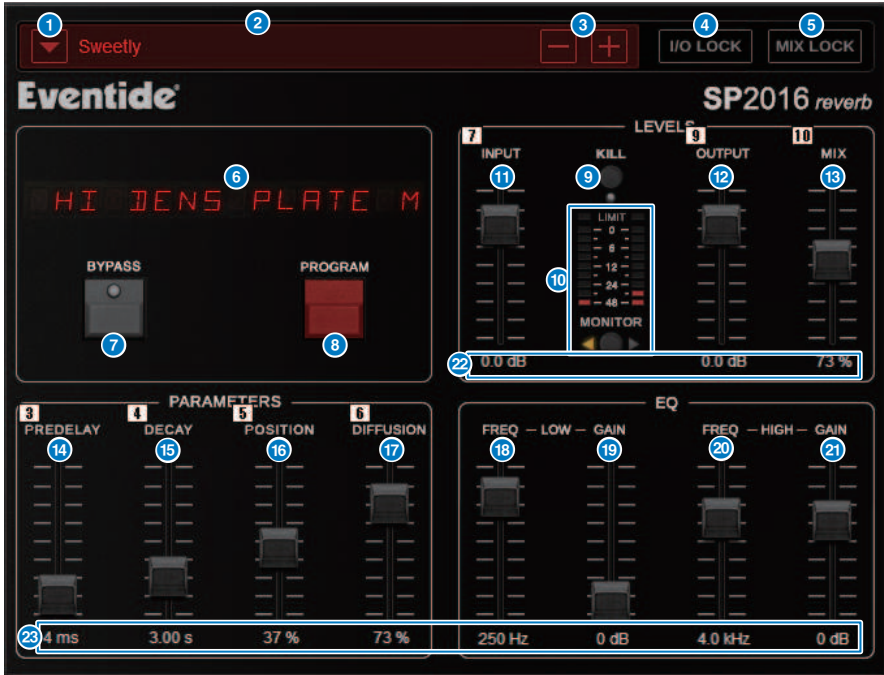 1 2 3 4 5
Sweetly − + I/O LOCK MIX LOCK
Eventide® SP2016 reverb
LEVELS
7 9 10
INPUT KILL OUTPUT MIX
6 11 9 12 13
HI DENS PLATE M
LIMIT
0
6
12
24
48
10
MONITOR
BYPASS PROGRAM
7 8
22
0.0 dB 0.0 dB 73 %
PARAMETERS
3 4 5 6
PREDELAY DECAY POSITION DIFFUSION
14 15 16 17
EQ
FREQ – LOW – GAIN FREQ – HIGH – GAIN
18 19 20 21
23
4 ms 3.00 s 37 % 73 % 250 Hz 0 dB 4.0 kHz 0 dB